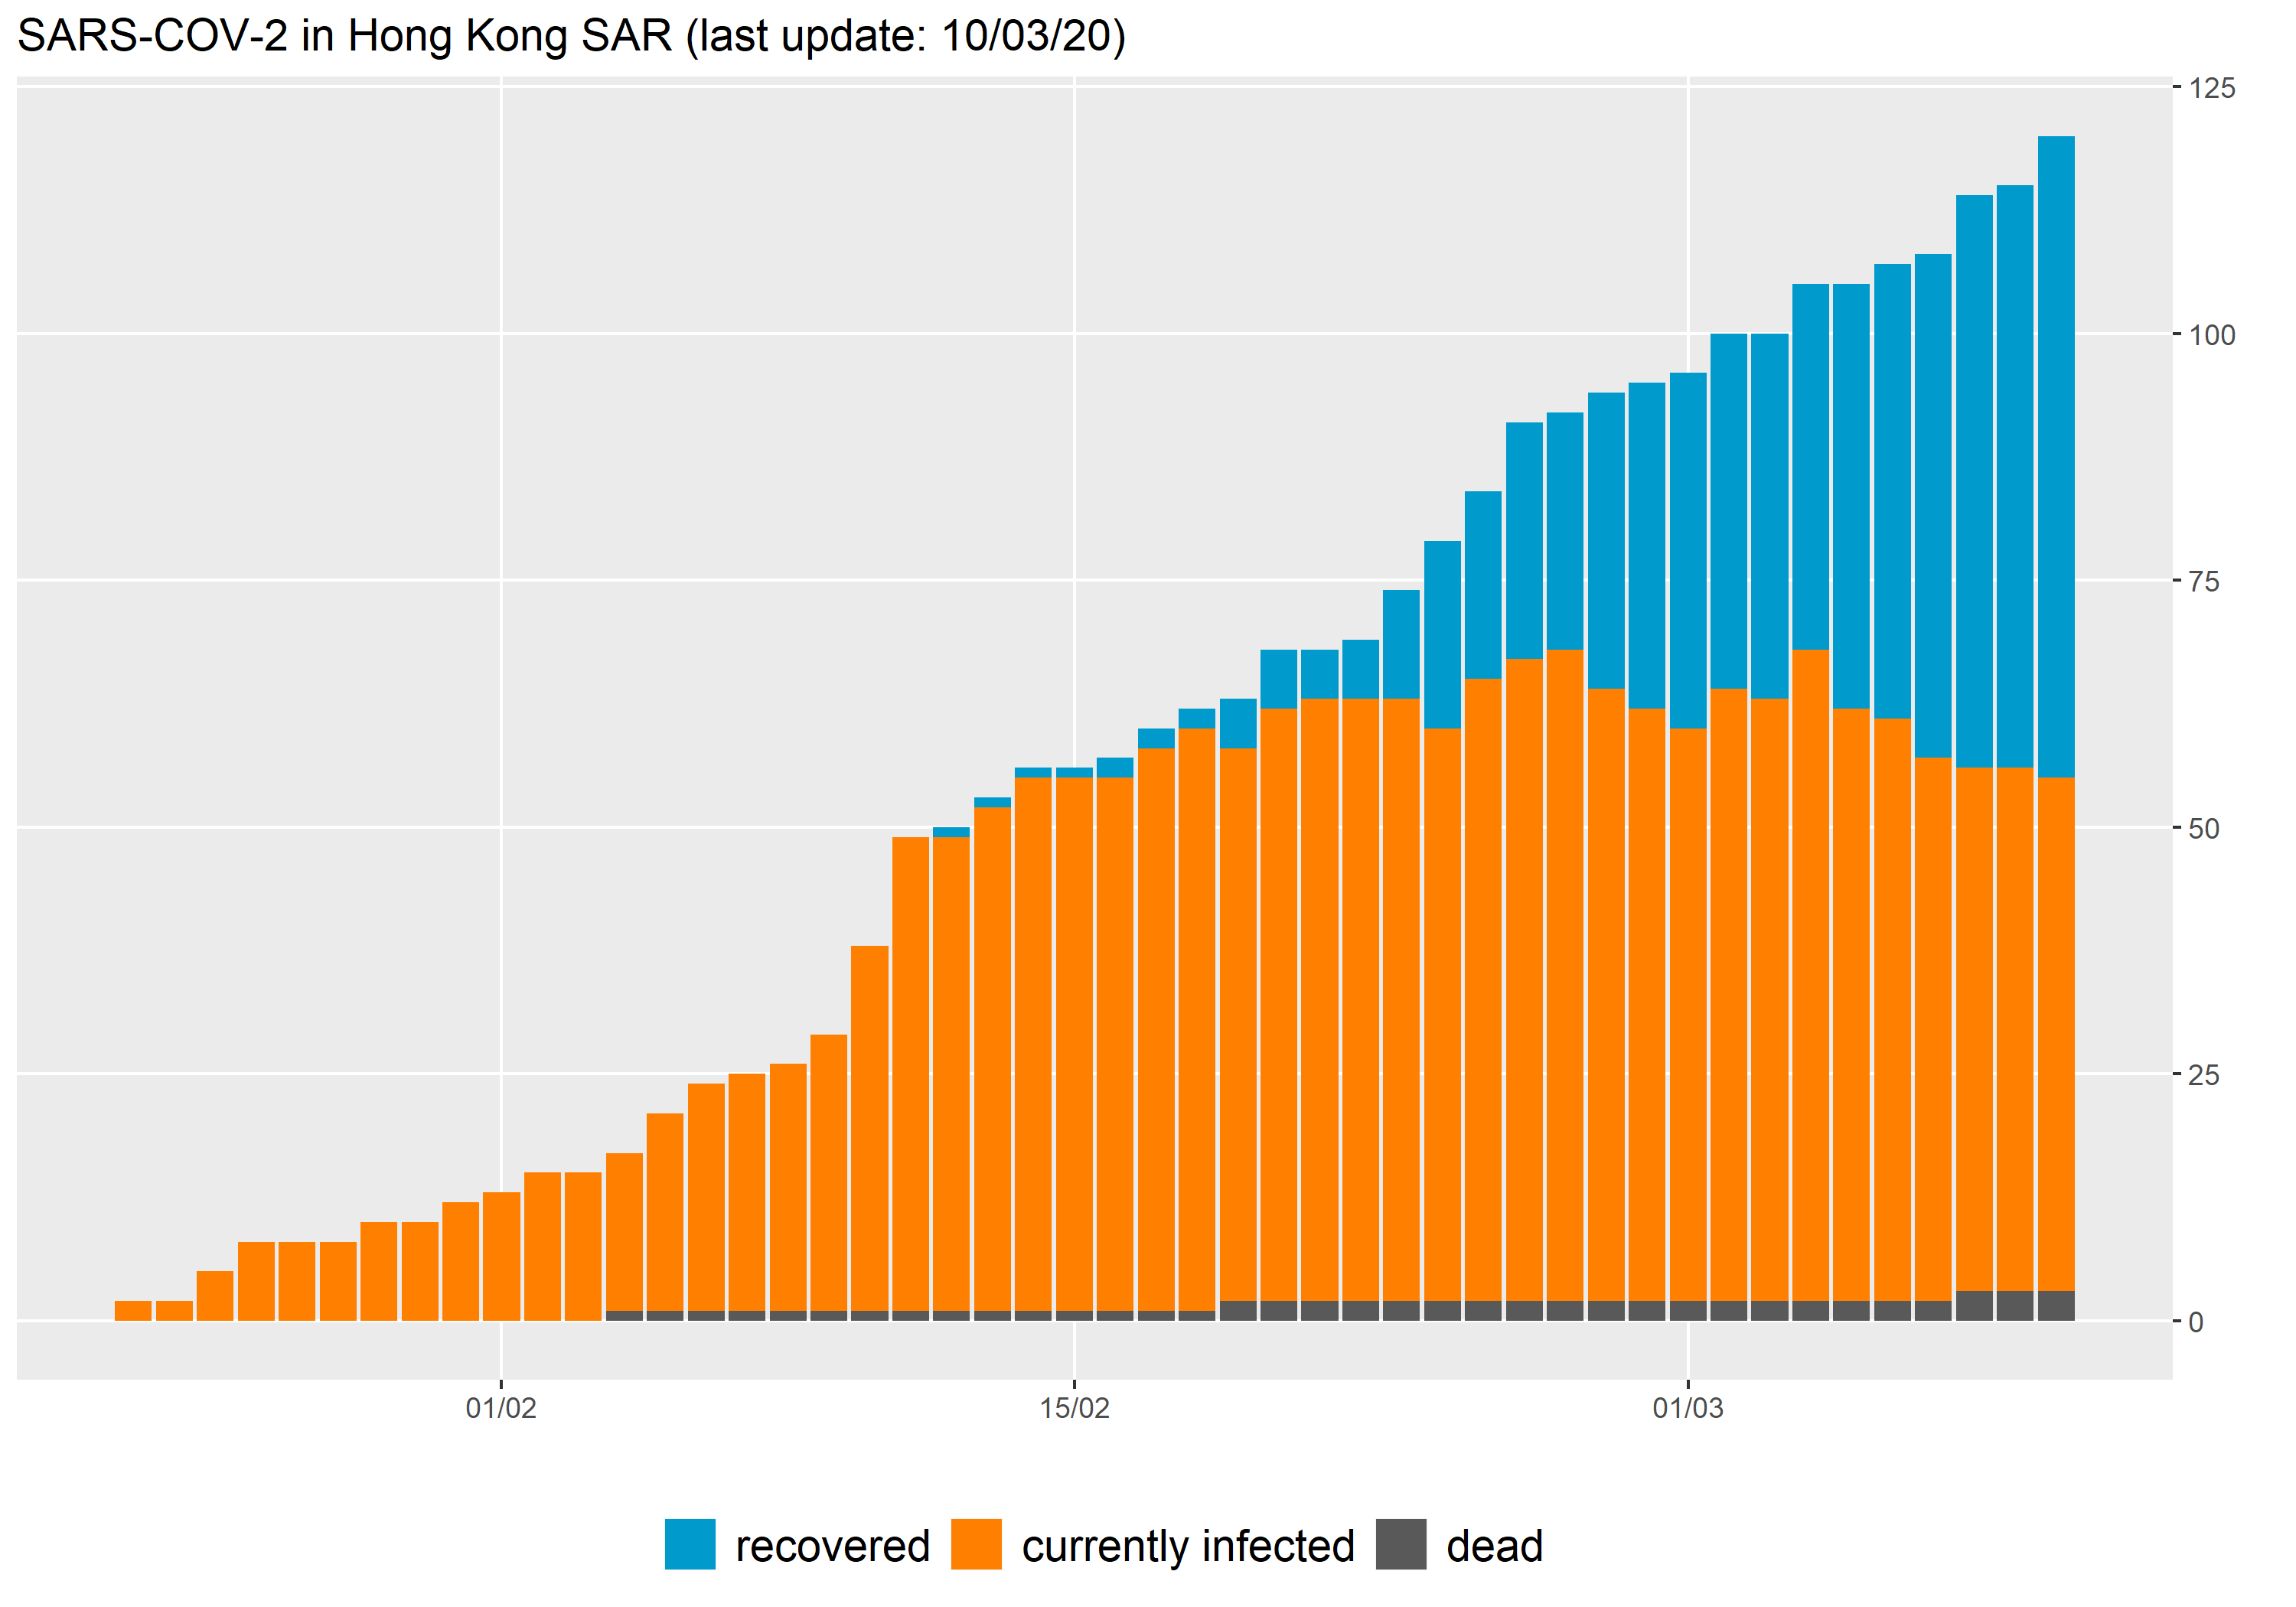 SARS-COV-2 in Hong Kong SAR (last update: 10/03/20)
125
100
75
50
25
0
01/02 15/02 01/03
recovered currently infected dead